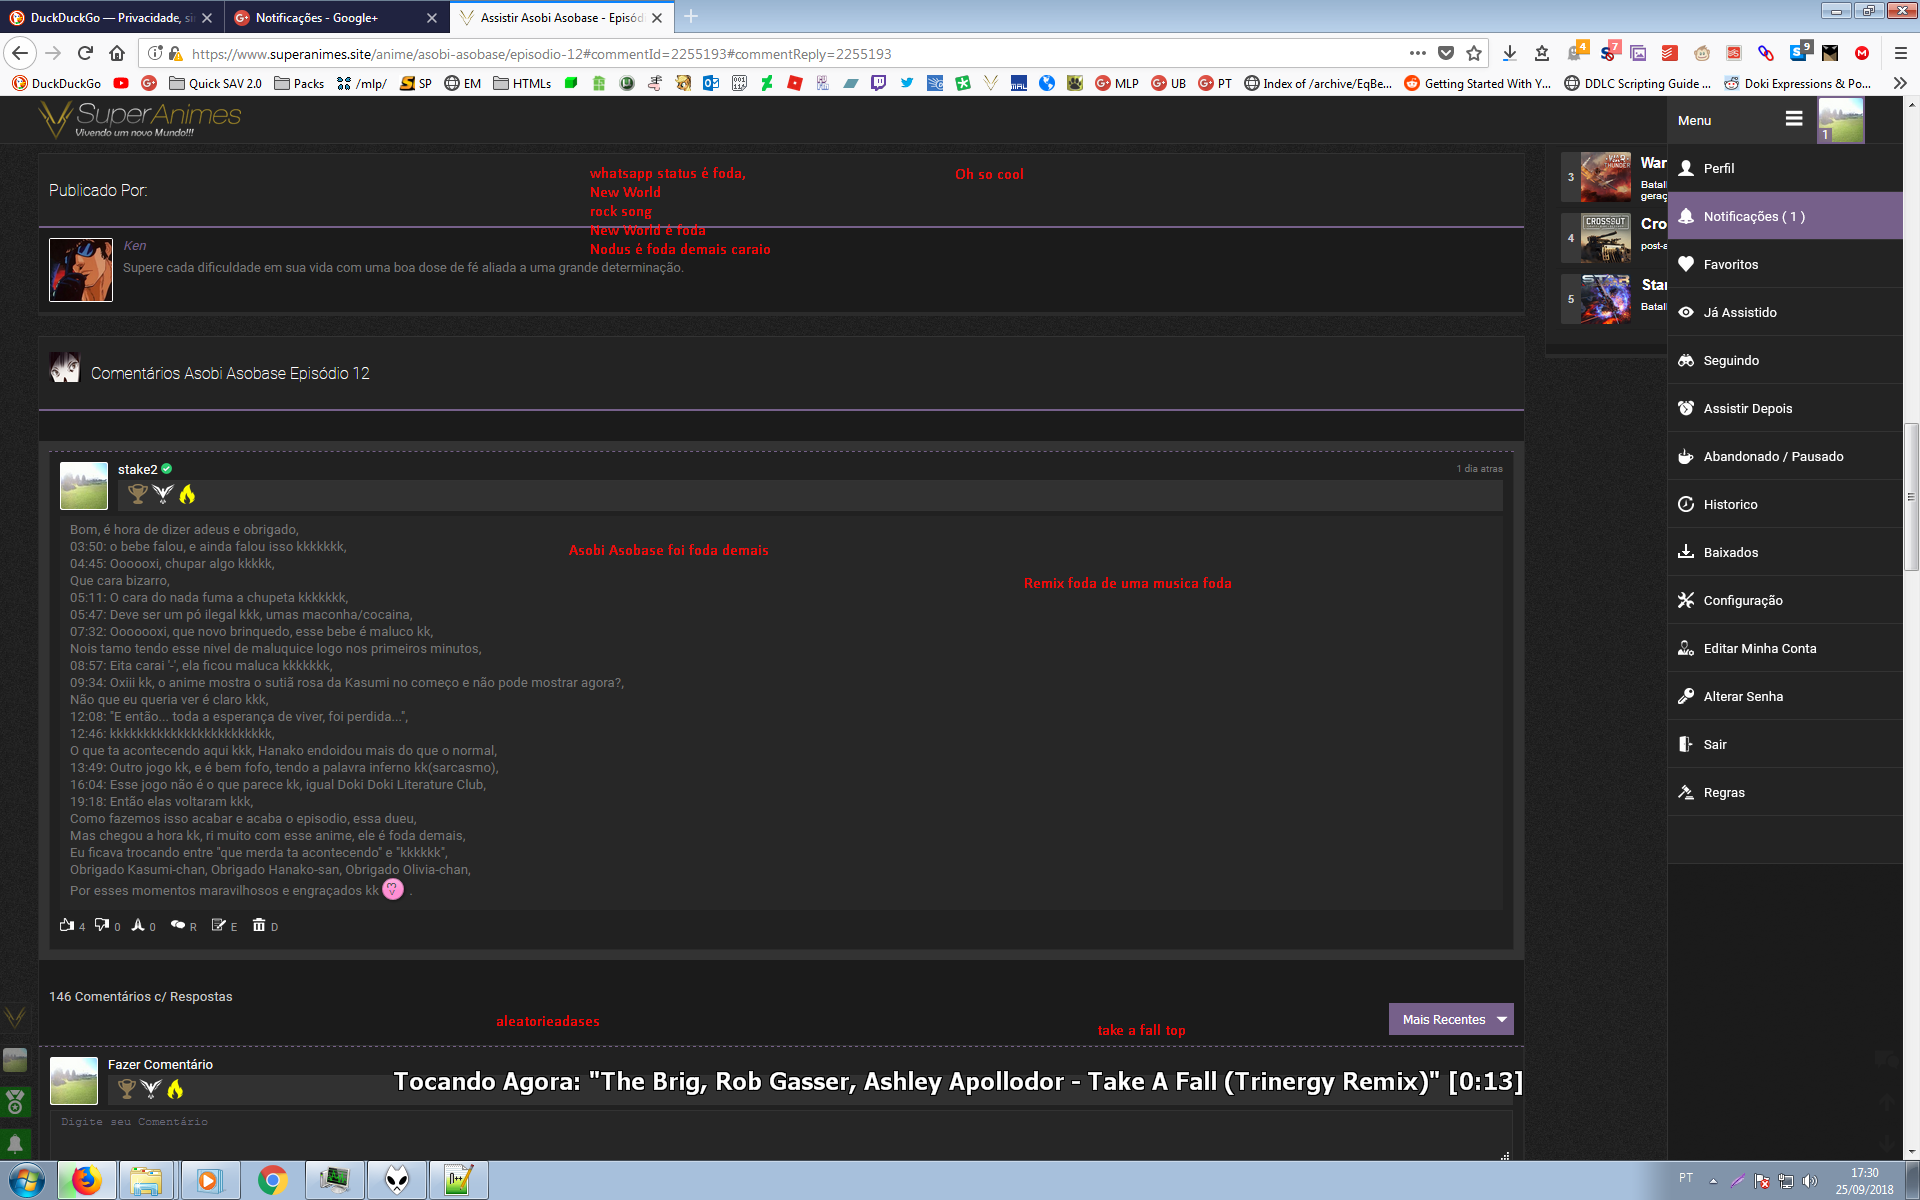 DuckDuckGo — Privacidade, si
Notificações - Google+
Assistir Asobi Asobase - Episód
https://www.superanimes.site/anime/asobi-asobase/episodio-12#commentId=2255193#commentReply=2255193
4
7
9
DuckDuckGo
Quick SAV 2.0
Packs
/mlp/
SP
EM
HTMLs
MLP
UB
PT
Index of /archive/EqBe...
Getting Started With Y...
DDLC Scripting Guide ...
Doki Expressions & Po...
SuperAnimes
Vivendo um novo Mundo!!!
Menu
1
Publicado Por:
whatsapp status é foda,
New World
rock song
New World é foda
Nodus é foda demais caraio
Oh so cool
Ken
Supere cada dificuldade em sua vida com uma boa dose de fé aliada a uma grande determinação.
3
War
Batall
geraç
4
CROSSOUT
Cro
post-a
5
Star
Batall
Perfil
Notificações ( 1 )
Favoritos
Já Assistido
Seguindo
Assistir Depois
Abandonado / Pausado
Historico
Baixados
Configuração
Editar Minha Conta
Alterar Senha
Sair
Regras
Comentários Asobi Asobase Episódio 12
stake2
1 dia atras
Bom, é hora de dizer adeus e obrigado,
03:50: o bebe falou, e ainda falou isso kkkkkkk,
04:45: Oooooxi, chupar algo kkkkk,
Que cara bizarro,
05:11: O cara do nada fuma a chupeta kkkkkkk,
05:47: Deve ser um pó ilegal kkk, umas maconha/cocaina,
07:32: Ooooooxi, que novo brinquedo, esse bebe é maluco kk,
Nois tamo tendo esse nivel de maluquice logo nos primeiros minutos,
08:57: Eita carai '-', ela ficou maluca kkkkkkk,
09:34: Oxiii kk, o anime mostra o sutiã rosa da Kasumi no começo e não pode mostrar agora?,
Não que eu queria ver é claro kkk,
12:08: "E então... toda a esperança de viver, foi perdida...",
12:46: kkkkkkkkkkkkkkkkkkkkkkkk,
O que ta acontecendo aqui kkk, Hanako endoidou mais do que o normal,
13:49: Outro jogo kk, e é bem fofo, tendo a palavra inferno kk(sarcasmo),
16:04: Esse jogo não é o que parece kk, igual Doki Doki Literature Club,
19:18: Então elas voltaram kkk,
Como fazemos isso acabar e acaba o episodio, essa dueu,
Mas chegou a hora kk, ri muito com esse anime, ele é foda demais,
Eu ficava trocando entre "que merda ta acontecendo" e "kkkkkk",
Obrigado Kasumi-chan, Obrigado Hanako-san, Obrigado Olivia-chan,
Por esses momentos maravilhosos e engraçados kk .
Asobi Asobase foi foda demais
Remix foda de uma musica foda
4
0
0
R
E
D
146 Comentários c/ Respostas
aleatorieadases
take a fall top
Mais Recentes
Fazer Comentário
Tocando Agora: "The Brig, Rob Gasser, Ashley Apollodor - Take A Fall (Trinergy Remix)" [0:13]
Digite seu Comentário
PT
17:30
25/09/2018